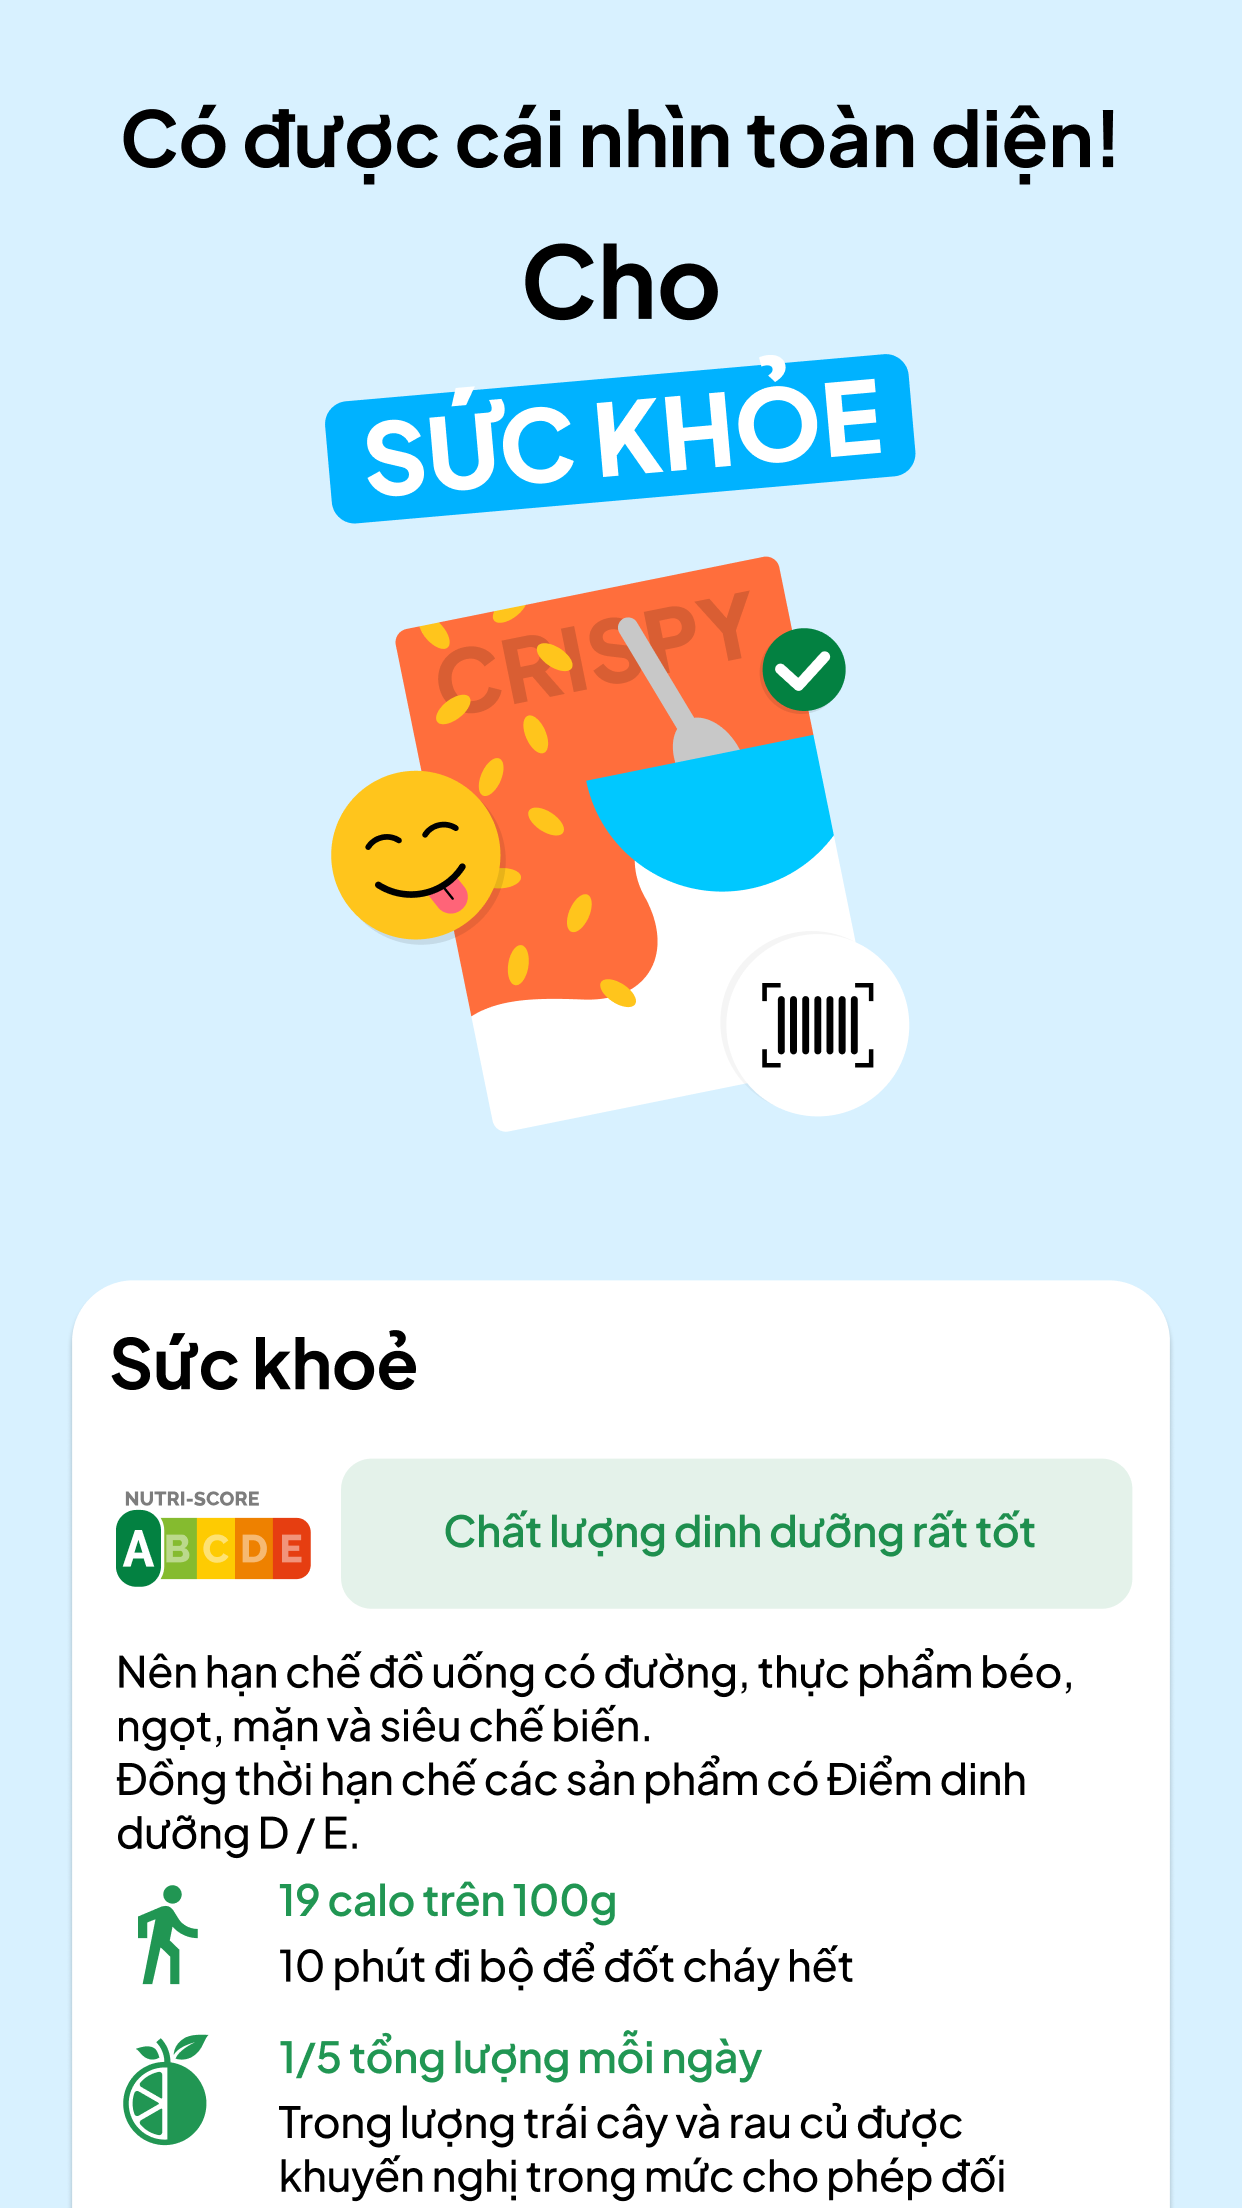 Có được cái nhìn toàn diện!
Cho
SỨC KHỎE
CRISPY
Sức khoẻ
NUTRI-SCORE
A B C D E
Chất lượng dinh dưỡng rất tốt
Nên hạn chế đồ uống có đường, thực phẩm béo,
ngọt, mặn và siêu chế biến.
Đồng thời hạn chế các sản phẩm có Điểm dinh
dưỡng D / E.
19 calo trên 100g
10 phút đi bộ để đốt cháy hết
1/5 tổng lượng mỗi ngày
Trong lượng trái cây và rau củ được
khuyến nghị trong mức cho phép đối